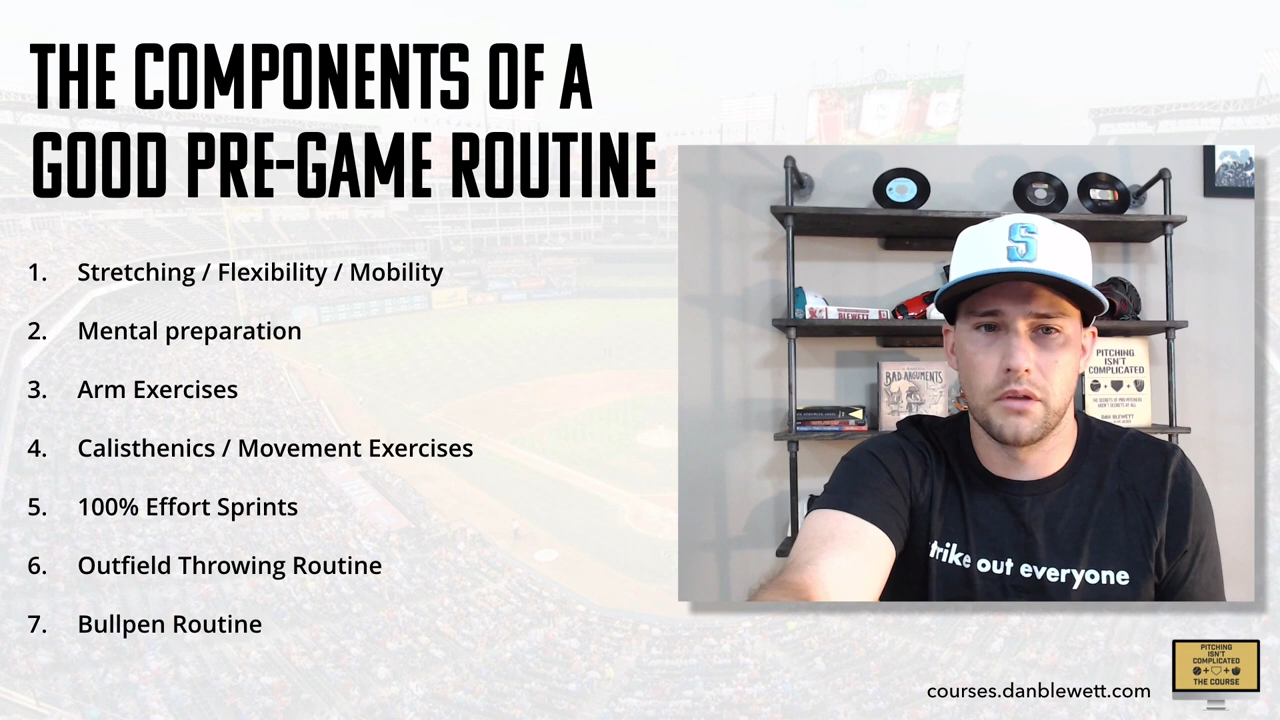 THE COMPONENTS OF A
GOOD PRE-GAME ROUTINE
1. Stretching / Flexibility / Mobility
2. Mental preparation
3. Arm Exercises
4. Calisthenics / Movement Exercises
5. 100% Effort Sprints
6. Outfield Throwing Routine
7. Bullpen Routine
S
BLEWETT
BAD ARGUMENTS
PITCHING
ISN'T
COMPLICATED
DAN BLEWETT
trike out everyone
courses.danblewett.com
PITCHING
ISN'T
COMPLICATED
THE COURSE